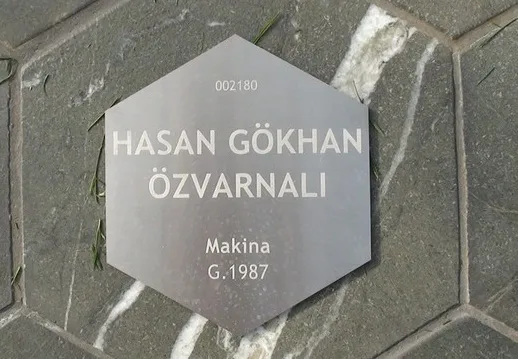 002180
HASAN GÖKHAN
ÖZVARNALI
Makina
G.1987